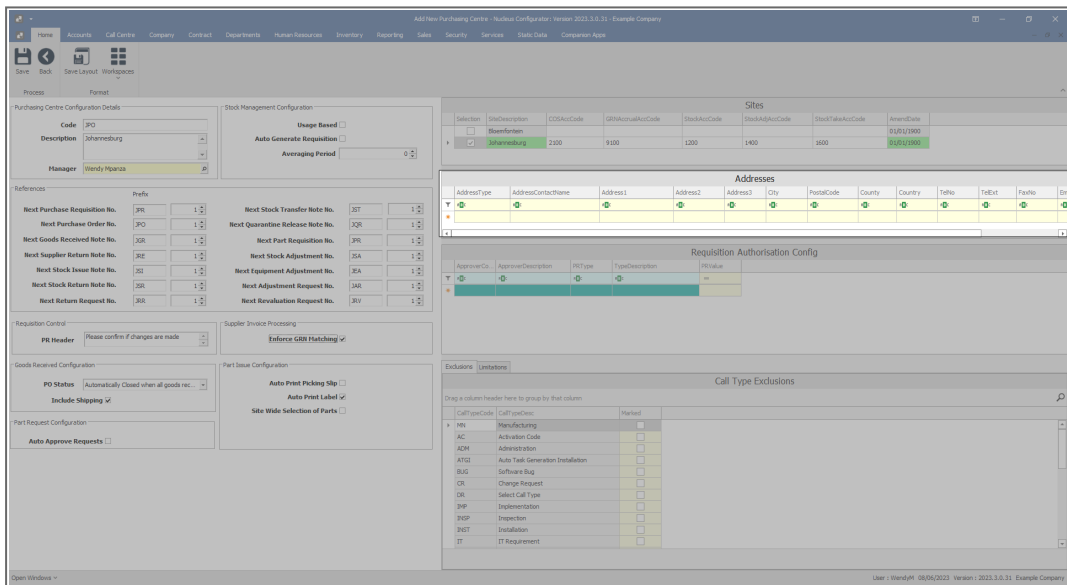 Add New Purchasing Centre - Nucleus Configurator: Version 2023.3.0.31 - Example Company
Home Accounts Call Centre Company Contract Departments Human Resources Inventory Reporting Sales Security Services Static Data Companion Apps
Save Back Save Layout Workspaces
Process Format
Purchasing Centre Configuration Details
Code JPO
Description Johannesburg
Manager Wendy Mpanza
Stock Management Configuration
Usage Based
Auto Generate Requisition
Averaging Period 0
References
Prefix
Next Purchase Requisition No. JPR 1 Next Stock Transfer Note No. JST 1
Next Purchase Order No. JPO 1 Next Quarantine Release Note No. JQR 1
Next Goods Received Note No. JGR 1 Next Part Requisition No. JPR 1
Next Supplier Return Note No. JRE 1 Next Stock Adjustment No. JSA 1
Next Stock Issue Note No. JSI 1 Next Equipment Adjustment No. JEA 1
Next Stock Return Note No. JSR 1 Next Adjustment Request No. JAR 1
Next Return Request No. JRR 1 Next Revaluation Request No. JRV 1
Requisition Control
PR Header Please confirm if changes are made
Supplier Invoice Processing
Enforce GRN Matching
Goods Received Configuration
PO Status Automatically Closed when all goods rec...
Include Shipping
Part Issue Configuration
Auto Print Picking Slip
Auto Print Label
Site Wide Selection of Parts
Part Request Configuration
Auto Approve Requests
Sites
Selection SiteDescription COSAccCode GRNAccrualAccCode StockAccCode StockAdjAccCode StockTakeAccCode AmendDate
Bloemfontein 01/01/1900
Johannesburg 2100 9100 1200 1400 1600 01/01/1900
Addresses
AddressType AddressContactName Address1 Address2 Address3 City PostalCode County Country TelNo TelExt FaxNo Em
Requisition Authorisation Config
ApproverCo... ApproverDescription PRType TypeDescription PRValue
=
Exclusions Limitations
Call Type Exclusions
Drag a column header here to group by that column
CallTypeCode CallTypeDesc Marked
MN Manufacturing
AC Activation Code
ADM Administration
ATGI Auto Task Generation Installation
BUG Software Bug
CR Change Request
DR Select Call Type
IMP Implementation
INSP Inspection
INST Installation
IT IT Requirement
Open Windows User : WendyM 08/06/2023 Version : 2023.3.0.31 Example Company